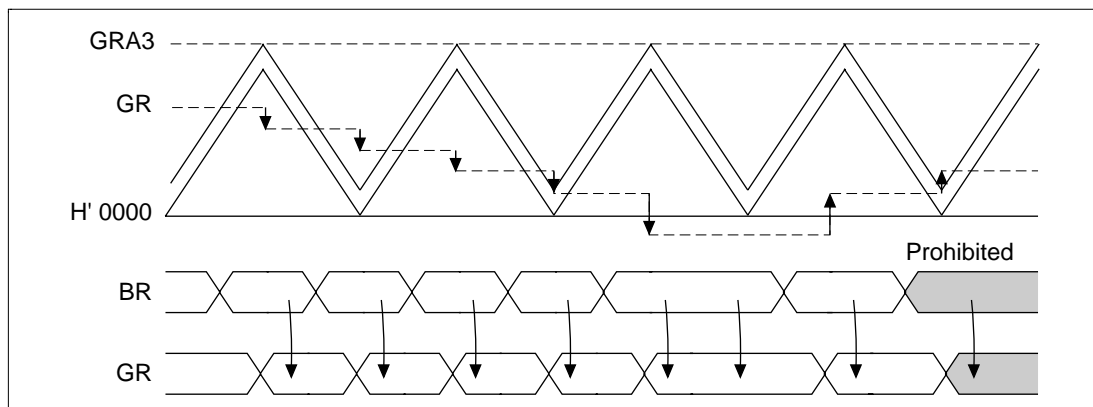 GRA3
GR
H' 0000
Prohibited
BR
GR